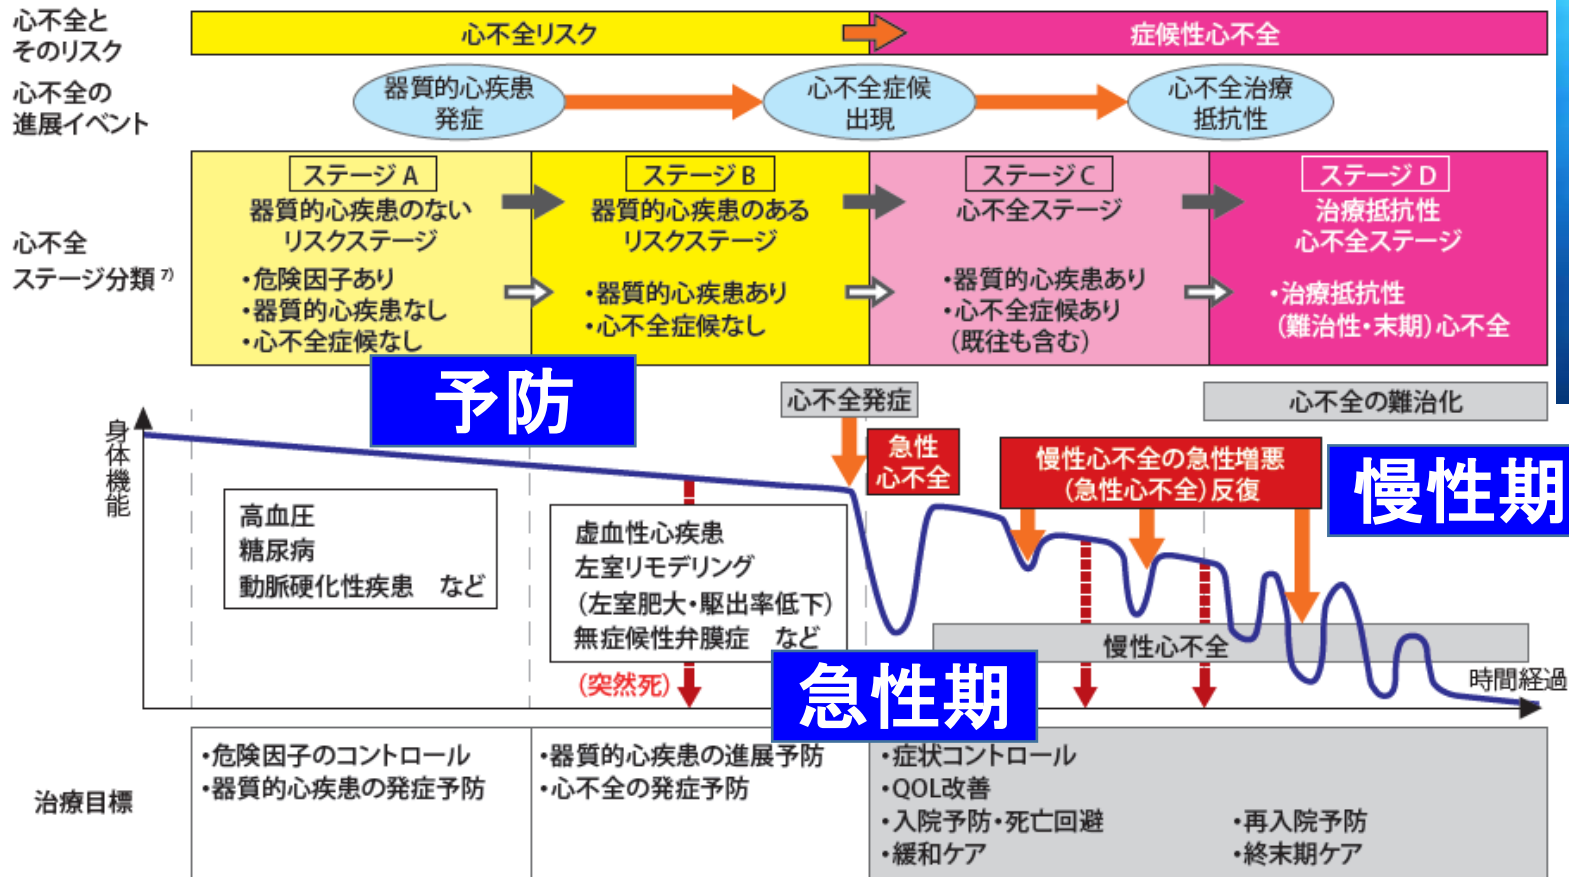 心不全と
そのリスク
心不全リスク
症候性心不全
心不全の
進展イベント
器質的心疾患
発症
心不全症候
出現
心不全治療
抵抗性
心不全
ステージ分類 7)
ステージ A
器質的心疾患のない
リスクステージ
・危険因子あり
・器質的心疾患なし
・心不全症候なし
ステージ B
器質的心疾患のある
リスクステージ
・器質的心疾患あり
・心不全症候なし
ステージ C
心不全ステージ
・器質的心疾患あり
・心不全症候あり
(既往も含む)
ステージ D
治療抵抗性
心不全ステージ
・治療抵抗性
(難治性・末期)心不全
予防
心不全発症
心不全の難治化
身体機能
急性
心不全
慢性心不全の急性増悪
(急性心不全)反復
慢性期
高血圧
糖尿病
動脈硬化性疾患 など
虚血性心疾患
左室リモデリング
(左室肥大・駆出率低下)
無症候性弁膜症 など
(突然死)
急性期
慢性心不全
時間経過
治療目標
・危険因子のコントロール
・器質的心疾患の発症予防
・器質的心疾患の進展予防
・心不全の発症予防
・症状コントロール
・QOL改善
・入院予防・死亡回避
・緩和ケア
・再入院予防
・終末期ケア